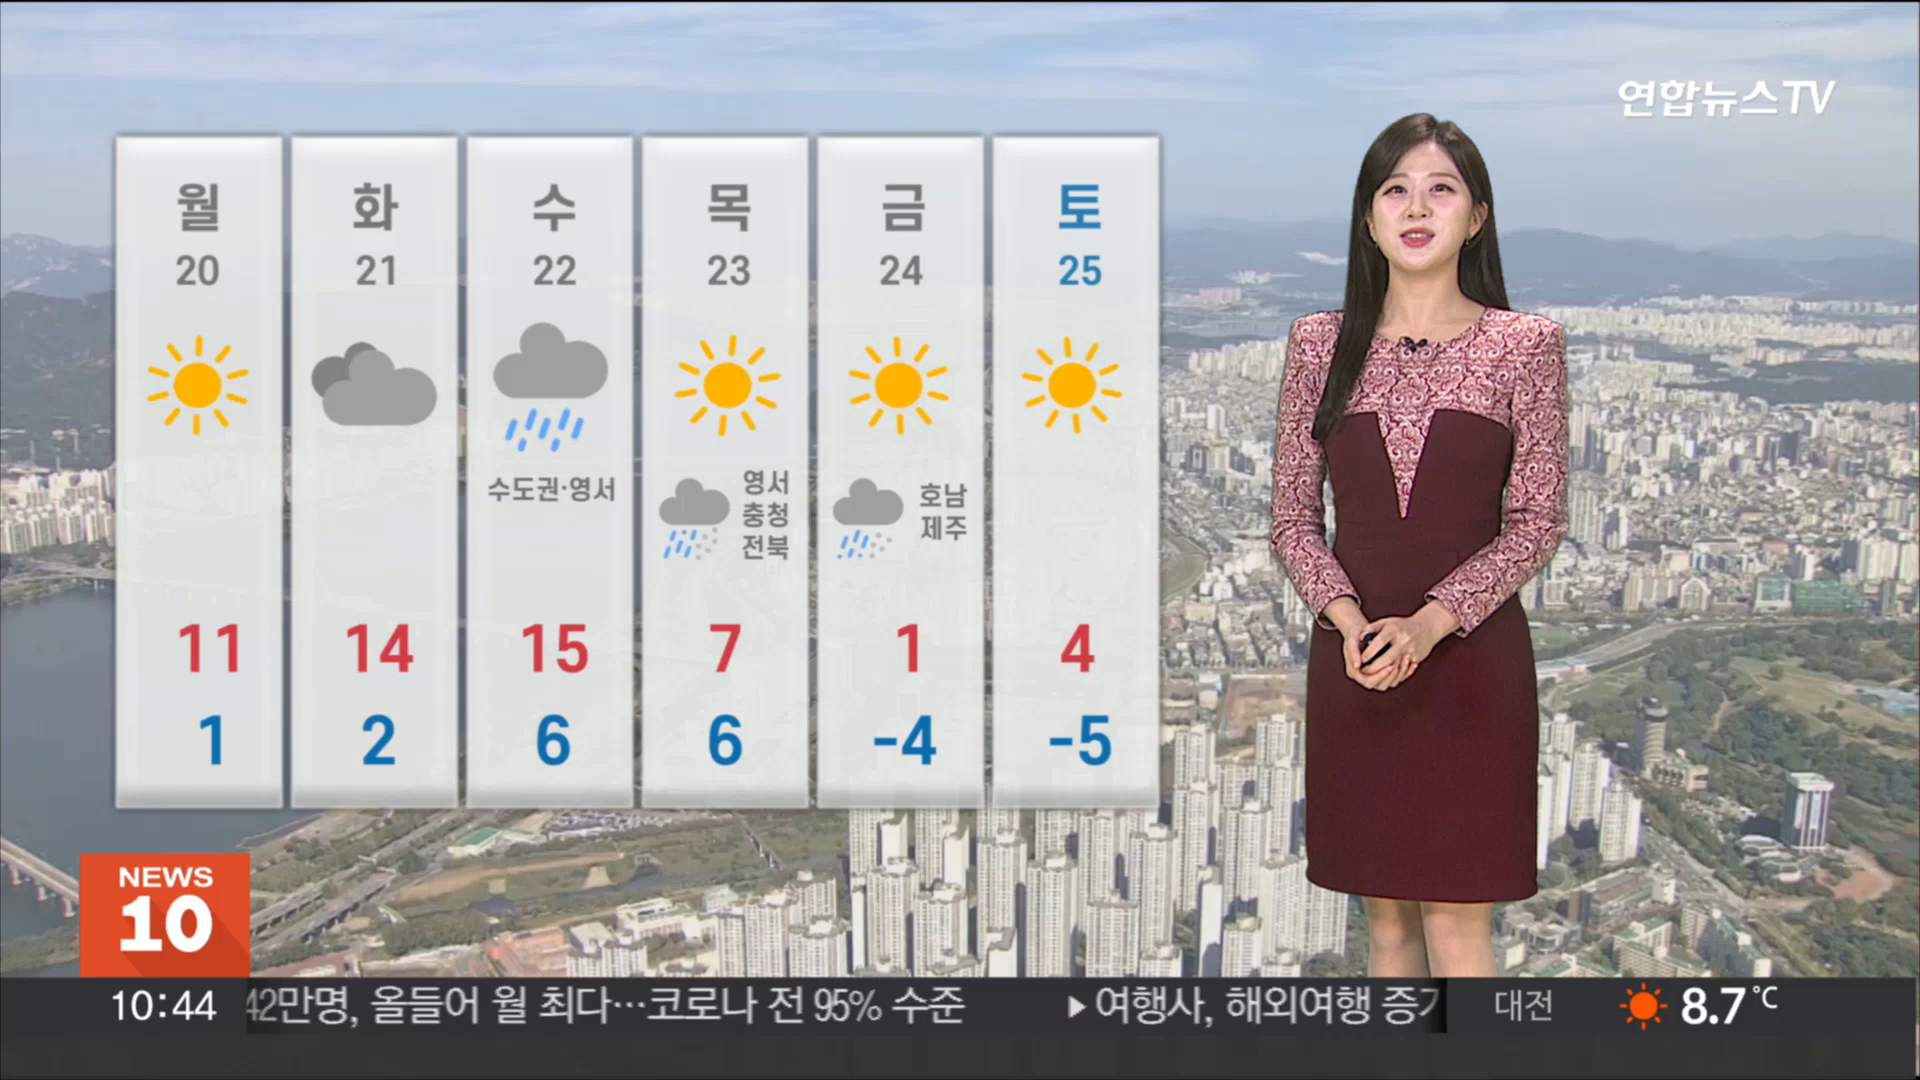 연합뉴스TV
월 화 수 목 금 토
20 21 22 23 24 25
수도권·영서
영서
충청
전북
호남
제주
11 14 15 7 1 4
1 2 6 6 -4 -5
NEWS
10
10:44 42만명, 올들어 월 최다…코로나 전 95% 수준 ▶여행사, 해외여행 증가 대전 8.7℃